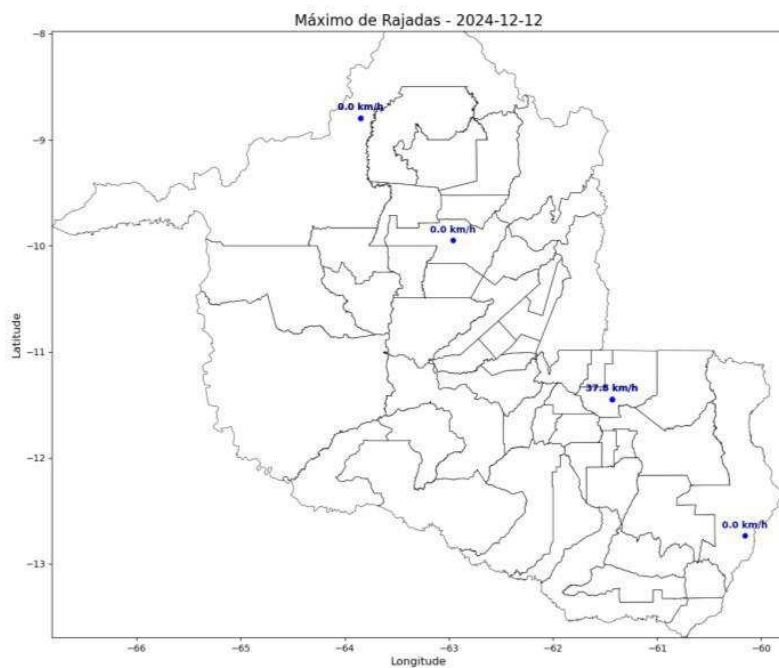 Máximo de Rajadas - 2024-12-12
−8
0.0 km/h
−9
0.0 km/h
−10
−11
37.8 km/h
−12
0.0 km/h
−13
Latitude
−66
−65
−64
−63
−62
−61
−60
Longitude